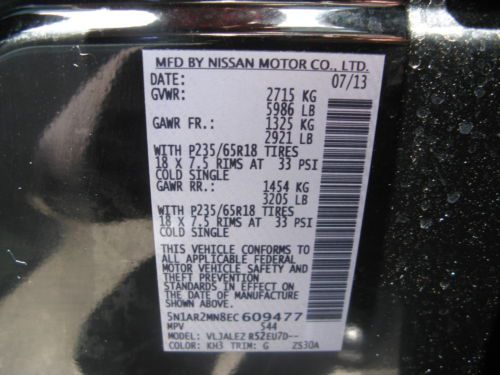 MFD BY NISSAN MOTOR CO., LTD.
DATE: 07/13
GVWR: 2715 KG
5986 LB
GAWR FR.: 1325 KG
2921 LB
WITH P235/65R18 TIRES
18 X 7.5 RIMS AT 33 PSI
COLD SINGLE
GAWR RR.: 1454 KG
3205 LB
WITH P235/65R18 TIRES
18 X 7.5 RIMS AT 33 PSI
COLD SINGLE
THIS VEHICLE CONFORMS TO
ALL APPLICABLE FEDERAL
MOTOR VEHICLE SAFETY AND
THEFT PREVENTION
STANDARDS IN EFFECT ON
THE DATE OF MANUFACTURE
SHOWN ABOVE.
5N1AR2MN8EC609477
MPV 544
MODEL: VLJALEZ R52EU7D--
COLOR: KH3 TRIM: G ZS30A